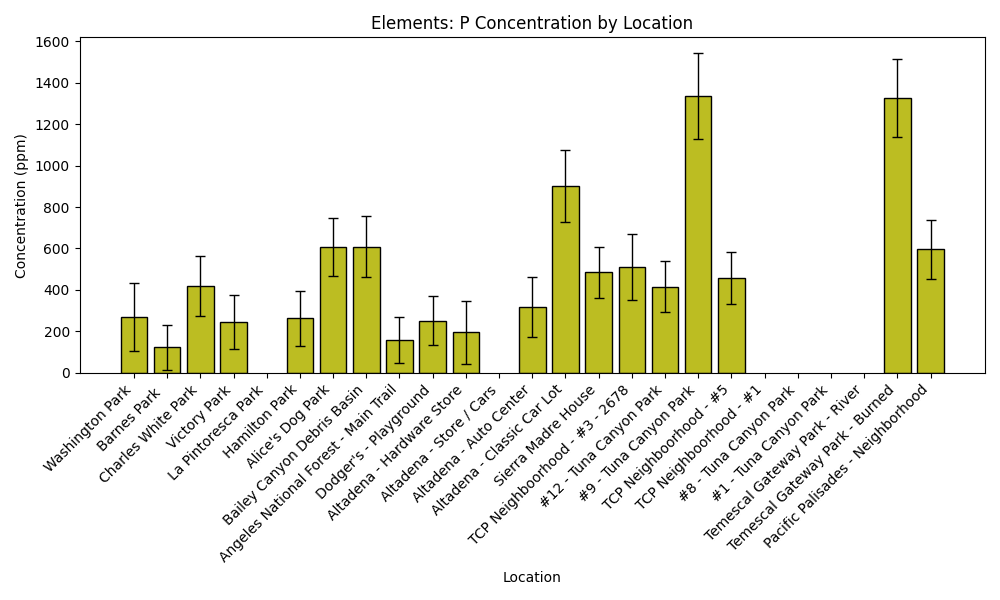 Elements: P Concentration by Location
Concentration (ppm)
1600
1400
1200
1000
800
600
400
200
0
Washington Park
Barnes Park
Charles White Park
Victory Park
La Pintoresca Park
Hamilton Park
Alice's Dog Park
Bailey Canyon Debris Basin
Angeles National Forest - Main Trail
Dodger's - Playground
Altadena - Hardware Store
Altadena - Store / Cars
Altadena - Auto Center
Altadena - Classic Car Lot
Sierra Madre House
TCP Neighboorhood - #3 - 2678
#12 - Tuna Canyon Park
#9 - Tuna Canyon Park
TCP Neighbourhood - #5
TCP Neighboorhood - #1
#8 - Tuna Canyon Park
#1 - Tuna Canyon Park
Temescal Gateway Park - River
Temescal Gateway Park - Burned
Pacific Palisades - Neighborhood
Location